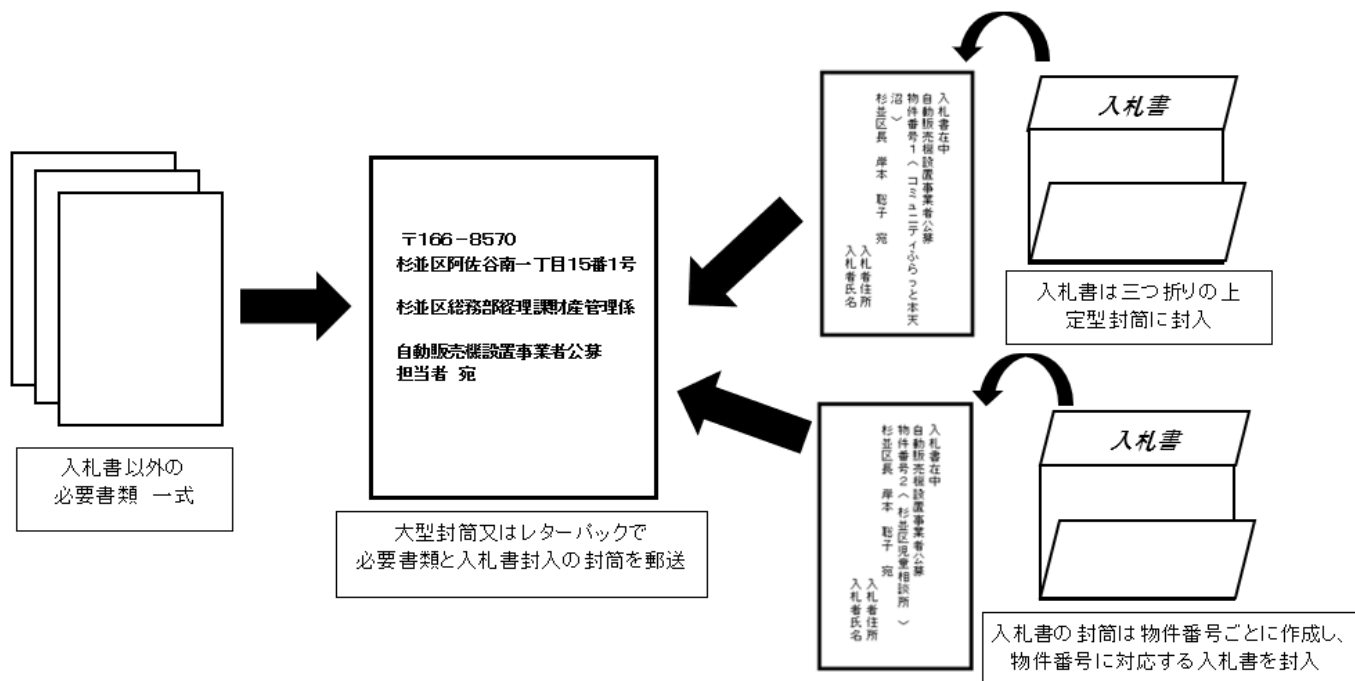 入札書以外の
必要書類 一式
〒166-8570
杉並区阿佐谷南一丁目15番1号
杉並区総務部経理課財産管理係
自動販売機設置事業者公募
担当者 宛
大型封筒又はレターパックで
必要書類と入札書封入の封筒を郵送
入札書在中
自動販売機設置事業者公募
物件番号1〈コミュニティふらっと本天
沼〉
杉並区長 岸本 聡子 宛
入札者住所
入札者氏名
入札書
入札書は三つ折りの上
定型封筒に封入
入札書在中
自動販売機設置事業者公募
物件番号2〈杉並区児童相談所〉
杉並区長 岸本 聡子 宛
入札者住所
入札者氏名
入札書
入札書の封筒は物件番号ごとに作成し、
物件番号に対応する入札書を封入